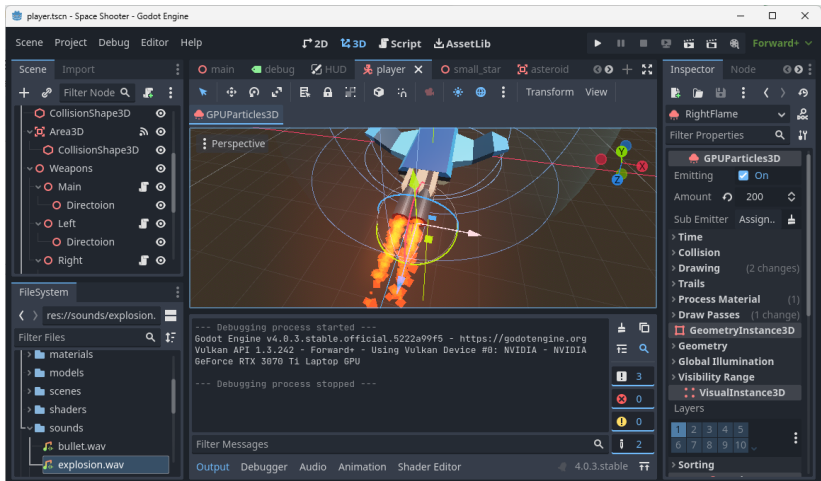 player.tscn - Space Shooter - Godot Engine
Scene Project Debug Editor Help
2D 3D Script AssetLib
Forward+
Scene Import
main debug HUD player small_star asteroid
Inspector Node
Filter Node
Transform View
CollisionShape3D
Area3D
CollisionShape3D
Weapons
Main
Directoion
Left
Directoion
Right
GPUParticles3D
Perspective
Y
X
Z
RightFlame
Filter Properties
GPUParticles3D
Emitting On
Amount 200
Sub Emitter Assign..
Time
Collision
Drawing (2 changes)
Trails
Process Material (1)
Draw Passes (1 change)
GeometryInstance3D
Geometry
Global Illumination
Visibility Range
VisualInstance3D
Layers
1 2 3 4 5
6 7 8 9 10
Sorting
FileSystem
res://sounds/explosion.
Filter Files
materials
models
scenes
shaders
sounds
bullet.wav
explosion.wav
--- Debugging process started ---
Godot Engine v4.0.3.stable.official.5222a99f5 - https://godotengine.org
Vulkan API 1.3.242 - Forward+ - Using Vulkan Device #0: NVIDIA - NVIDIA
GeForce RTX 3070 Ti Laptop GPU
--- Debugging process stopped ---
3
0
0
2
Filter Messages
Output Debugger Audio Animation Shader Editor
4.0.3.stable